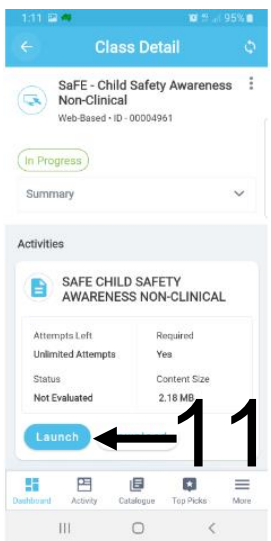 1:11 95%
Class Detail
SaFE - Child Safety Awareness
Non-Clinical
Web-Based • ID - 00004961
In Progress
Summary
Activities
SAFE CHILD SAFETY
AWARENESS NON-CLINICAL
Attempts Left Required
Unlimited Attempts Yes
Status Content Size
Not Evaluated 2.18 MB
Launch
11
Dashboard Activity Catalogue Top Picks More